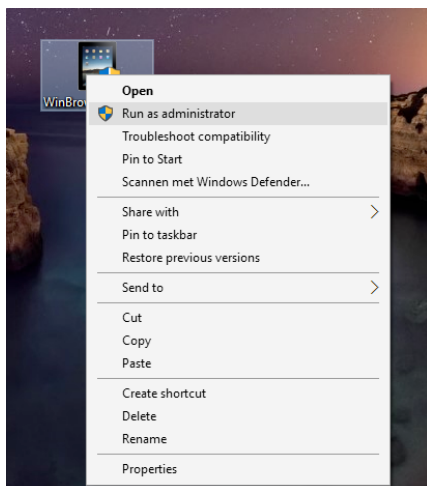 WinBro
Open
Run as administrator
Troubleshoot compatibility
Pin to Start
Scannen met Windows Defender...
Share with
Pin to taskbar
Restore previous versions
Send to
Cut
Copy
Paste
Create shortcut
Delete
Rename
Properties